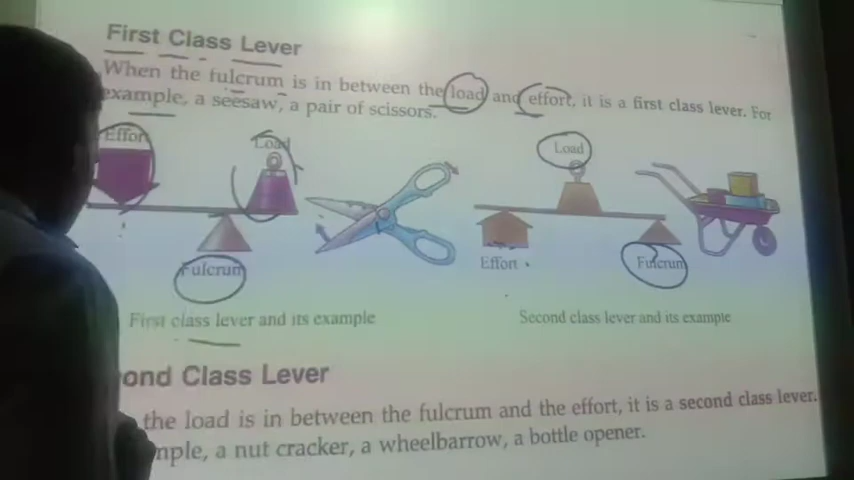 First Class Lever
When the fulcrum is in between the load and effort, it is a first class lever. For
example, a seesaw, a pair of scissors.
Effort
Load
Load
Fulcrum
Effort
Fulcrum
First class lever and its example
Second class lever and its example
ond Class Lever
the load is in between the fulcrum and the effort, it is a second class lever.
mple, a nut cracker, a wheelbarrow, a bottle opener.